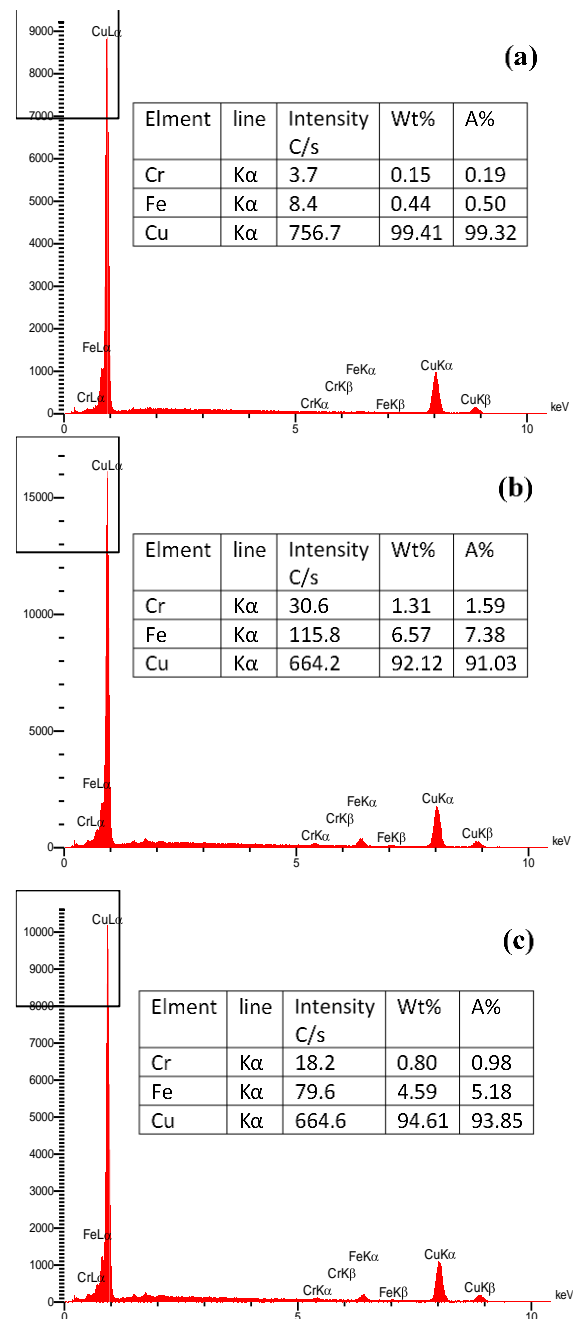 (a)
CuLα
9000
8000
7000
6000
5000
4000
3000
2000
1000
0
Elment line Intensity C/s Wt% A%
Cr Kα 3.7 0.15 0.19
Fe Kα 8.4 0.44 0.50
Cu Kα 756.7 99.41 99.32
FeLα
CrLα
CrKα
CrKβ
FeKα
FeKβ
CuKα
CuKβ
keV
0 5 10
(b)
CuLα
15000
10000
5000
0
Elment line Intensity C/s Wt% A%
Cr Kα 30.6 1.31 1.59
Fe Kα 115.8 6.57 7.38
Cu Kα 664.2 92.12 91.03
FeLα
CrLα
CrKα
CrKβ
FeKα
FeKβ
CuKα
CuKβ
keV
0 5 10
(c)
CuLα
10000
9000
8000
7000
6000
5000
4000
3000
2000
1000
0
Elment line Intensity C/s Wt% A%
Cr Kα 18.2 0.80 0.98
Fe Kα 79.6 4.59 5.18
Cu Kα 664.6 94.61 93.85
FeLα
CrLα
CrKα
CrKβ
FeKα
FeKβ
CuKα
CuKβ
keV
0 5 10